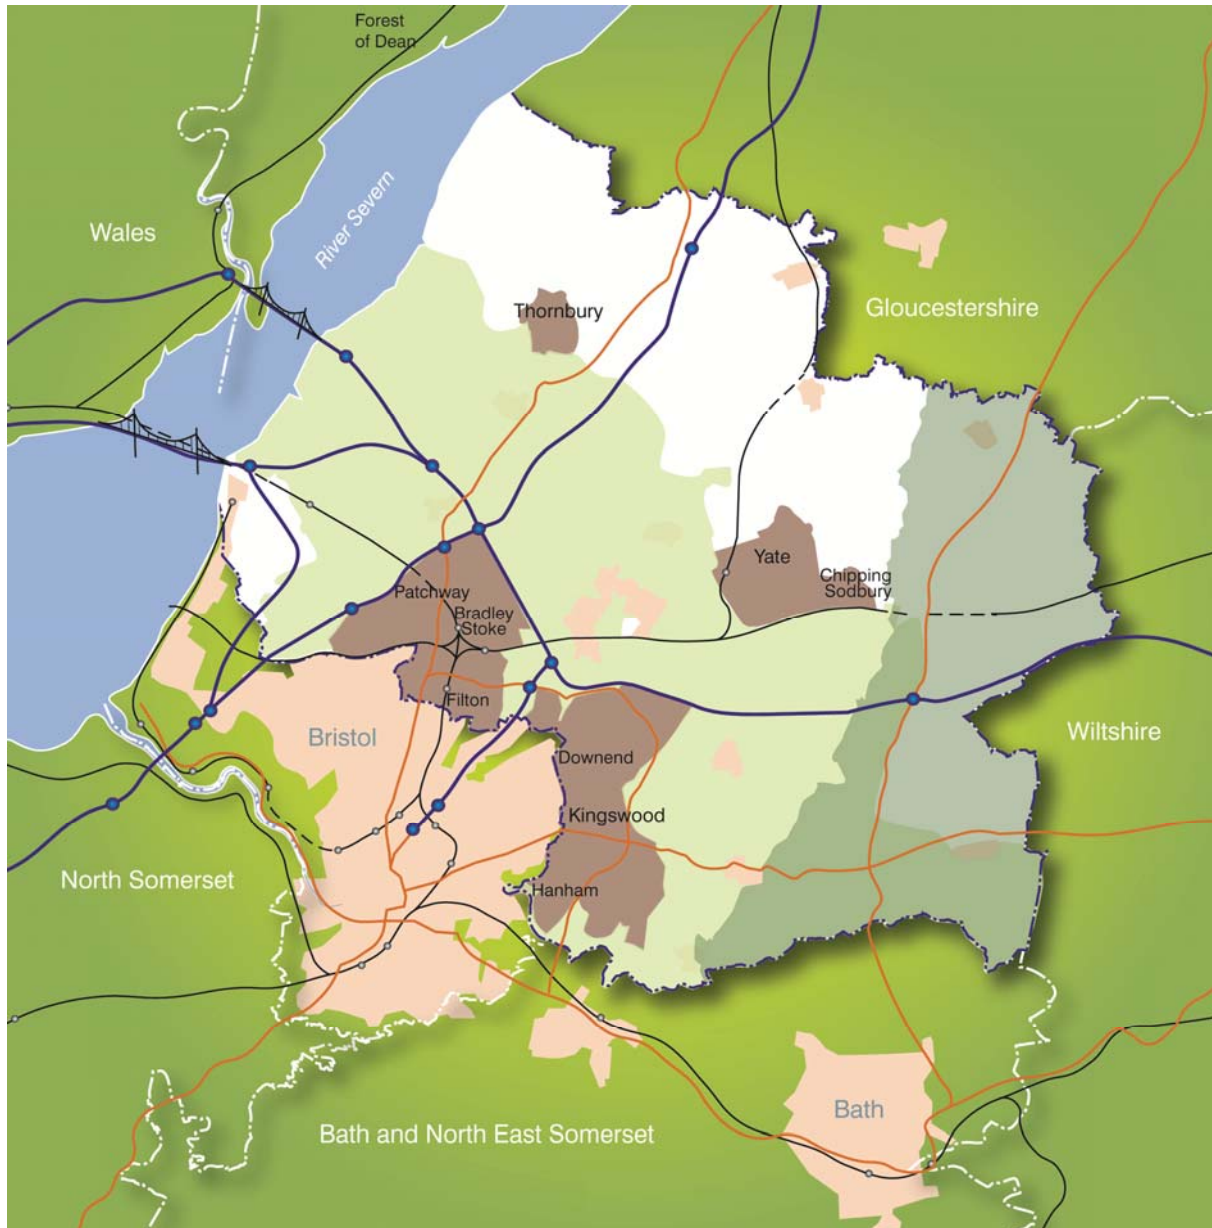 Forest
of Dean
River Severn
Wales
Thornbury
Gloucestershire
Yate
Chipping
Sodbury
Patchway
Bradley
Stoke
Filton
Bristol
Wiltshire
Downend
Kingswood
North Somerset
Hanham
Bath
Bath and North East Somerset